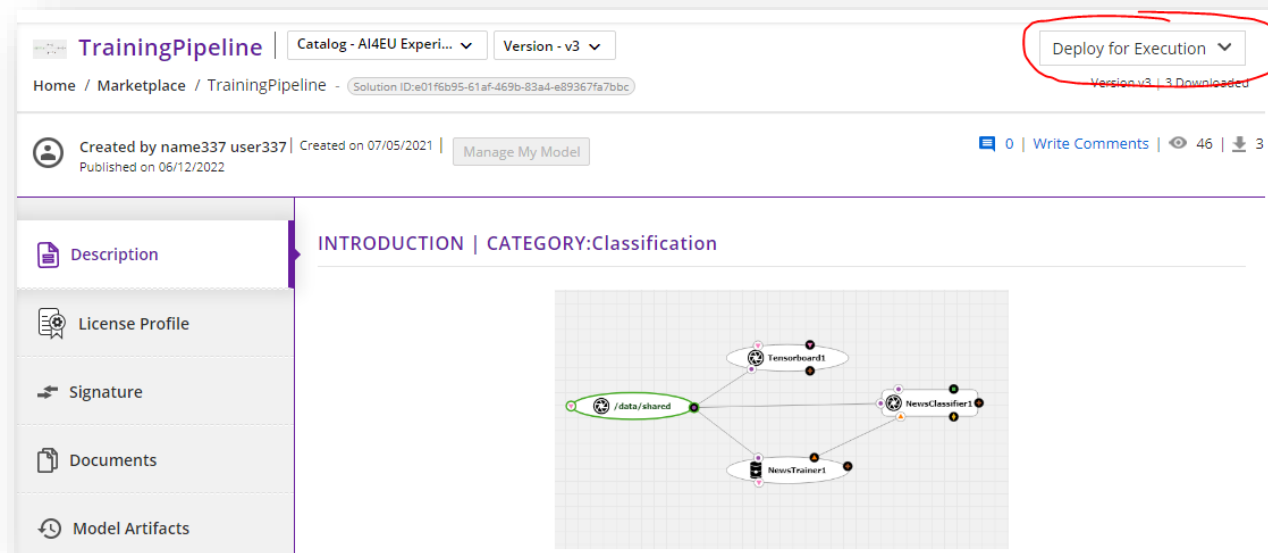 TrainingPipeline
Catalog - AI4EU Experi...
Version - v3
Deploy for Execution
Home / Marketplace / TrainingPipeline - Solution ID:e01f6b95-61af-469b-83a4-e89367fa7bbc
Version v3 | 3 Downloaded
Created by name337 user337 | Created on 07/05/2021 |
Published on 06/12/2022
Manage My Model
0 | Write Comments | 46 | 3
Description
INTRODUCTION | CATEGORY:Classification
License Profile
Signature
Documents
Model Artifacts
Tensorboard1
/data/shared
NewsClassifier1
NewsTrainer1